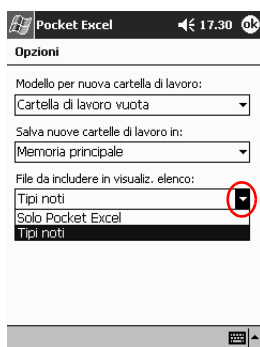 Pocket Excel 17.30 ok
Opzioni
Modello per nuova cartella di lavoro:
Cartella di lavoro vuota
Salva nuove cartelle di lavoro in:
Memoria principale
File da includere in visualiz. elenco:
Tipi noti
Solo Pocket Excel
Tipi noti